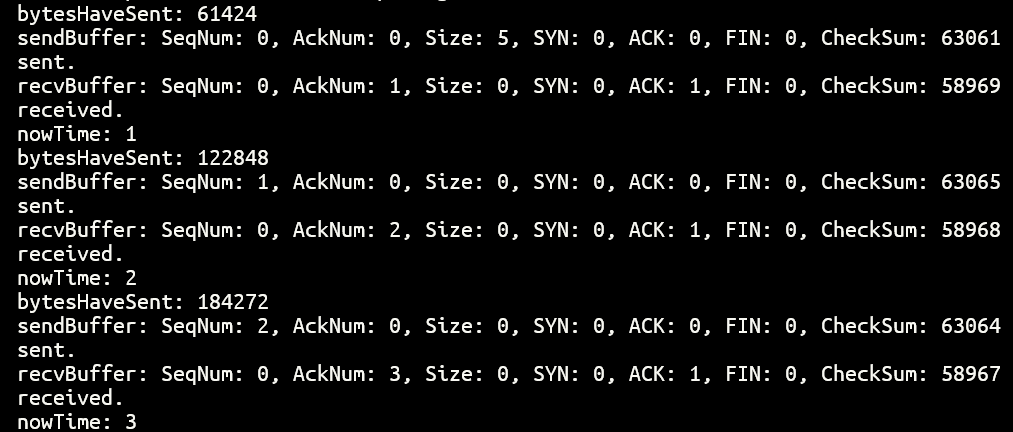 bytesHaveSent: 61424
sendBuffer: SeqNum: 0, AckNum: 0, Size: 5, SYN: 0, ACK: 0, FIN: 0, CheckSum: 63061
sent.
recvBuffer: SeqNum: 0, AckNum: 1, Size: 0, SYN: 0, ACK: 1, FIN: 0, CheckSum: 58969
received.
nowTime: 1
bytesHaveSent: 122848
sendBuffer: SeqNum: 1, AckNum: 0, Size: 0, SYN: 0, ACK: 0, FIN: 0, CheckSum: 63065
sent.
recvBuffer: SeqNum: 0, AckNum: 2, Size: 0, SYN: 0, ACK: 1, FIN: 0, CheckSum: 58968
received.
nowTime: 2
bytesHaveSent: 184272
sendBuffer: SeqNum: 2, AckNum: 0, Size: 0, SYN: 0, ACK: 0, FIN: 0, CheckSum: 63064
sent.
recvBuffer: SeqNum: 0, AckNum: 3, Size: 0, SYN: 0, ACK: 1, FIN: 0, CheckSum: 58967
received.
nowTime: 3